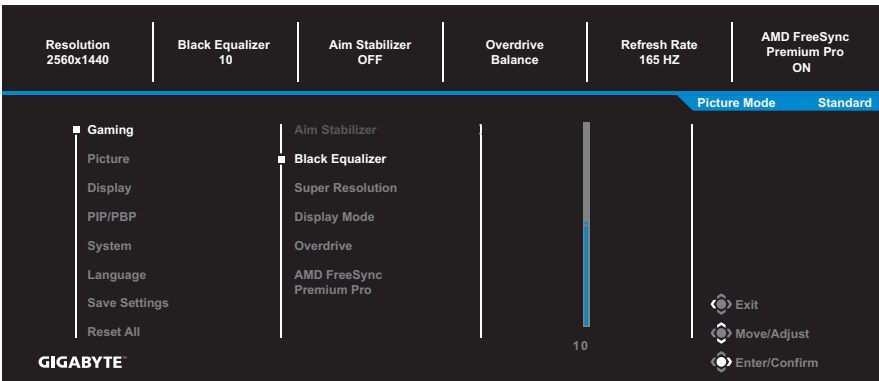 Resolution
2560x1440
Black Equalizer
10
Aim Stabilizer
OFF
Overdrive
Balance
Refresh Rate
165 HZ
AMD FreeSync
Premium Pro
ON
Picture Mode Standard
Gaming
Picture
Display
PIP/PBP
System
Language
Save Settings
Reset All
Aim Stabilizer
Black Equalizer
Super Resolution
Display Mode
Overdrive
AMD FreeSync
Premium Pro
10
Exit
Move/Adjust
Enter/Confirm
GIGABYTE™